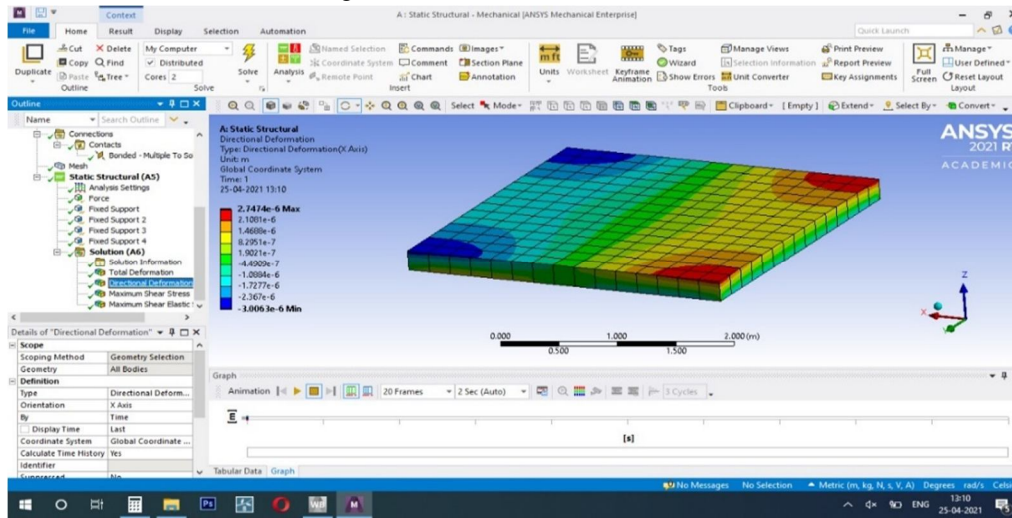 Context
A : Static Structural - Mechanical [ANSYS Mechanical Enterprise]
File Home Result Display Selection Automation
Quick Launch
Duplicate
Cut
Copy
Paste
Delete
Find
Tree
Outline
My Computer
Distributed
Cores 2
Solve
Solve
Analysis
Named Selection
Coordinate System
Remote Point
Commands
Comment
Chart
Images
Section Plane
Annotation
Insert
Units
Worksheet
Keyframe Animation
Tags
Wizard
Show Errors
Manage Views
Selection Information
Unit Converter
Print Preview
Report Preview
Key Assignments
Tools
Full Screen
Manage
User Defined
Reset Layout
Layout
Outline
Select Mode
Clipboard [ Empty ] Extend Select By Convert
Name Search Outline
Connections
Contacts
Bonded - Multiple To So
Mesh
Static Structural (A5)
Analysis Settings
Force
Fixed Support
Fixed Support 2
Fixed Support 3
Fixed Support 4
Solution (A6)
Solution Information
Total Deformation
Directional Deformation
Maximum Shear Stress
Maximum Shear Elastic
A: Static Structural
Directional Deformation
Type: Directional Deformation(X Axis)
Unit: m
Global Coordinate System
Time: 1
25-04-2021 13:10
2.7474e-6 Max
2.1081e-6
1.4688e-6
8.2951e-7
1.9021e-7
-4.4909e-7
-1.0884e-6
-1.7277e-6
-2.367e-6
-3.0063e-6 Min
ANSYS
2021 R
ACADEMIC
Z
X
Y
0.000 1.000 2.000 (m)
0.500 1.500
Details of "Directional Deformation"
Scope
Scoping Method Geometry Selection
Geometry All Bodies
Definition
Type Directional Deform...
Orientation X Axis
By Time
Display Time Last
Coordinate System Global Coordinate ...
Calculate Time History Yes
Identifier
Suppressed No
Graph
Animation 20 Frames 2 Sec (Auto) 3 Cycles
[s]
Tabular Data Graph
No Messages No Selection Metric (m, kg, N, s, V, A) Degrees rad/s Celsi
Ps
WB
ENG
13:10
25-04-2021